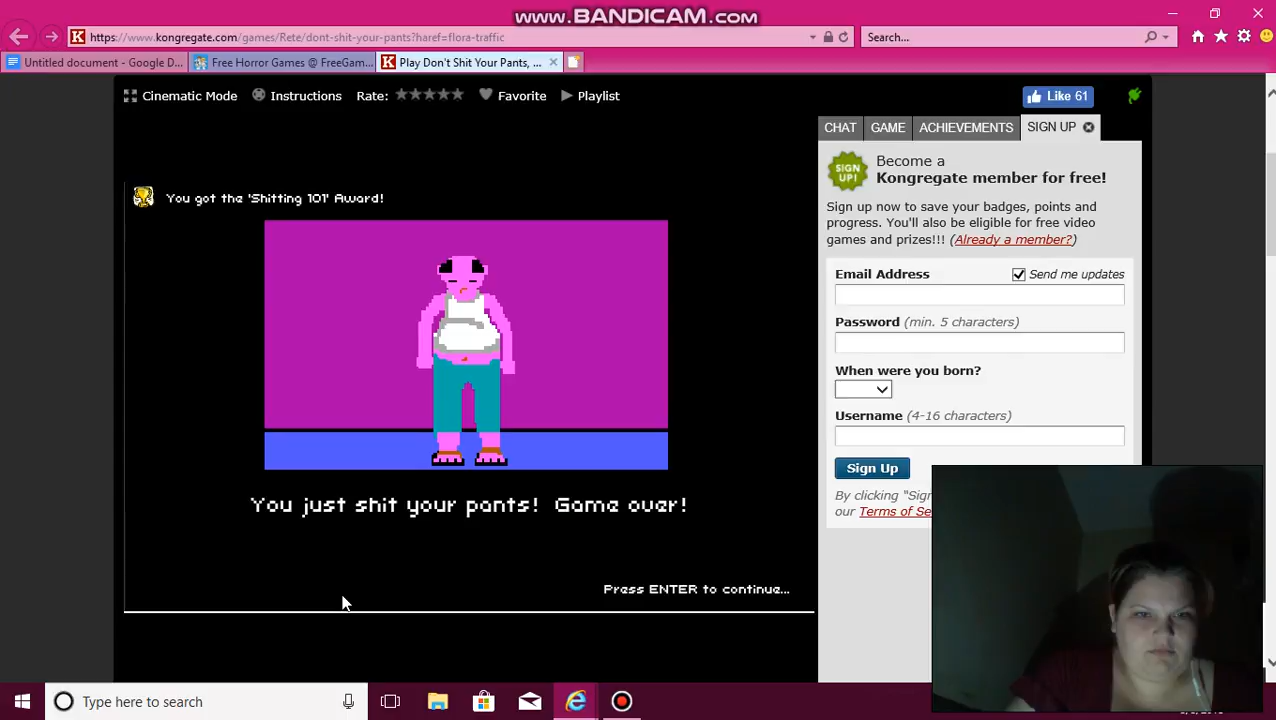 www.BANDICAM.com
https://www.kongregate.com/games/Rete/dont-shit-your-pants?haref=flora-traffic
Search...
Untitled document - Google D...
Free Horror Games @ FreeGam...
Play Don't Shit Your Pants, ...
Cinematic Mode
Instructions
Rate:
Favorite
Playlist
Like 61
CHAT
GAME
ACHIEVEMENTS
SIGN UP
SIGN UP!
Become a
Kongregate member for free!
You got the 'Shitting 101' Award!
Sign up now to save your badges, points and
progress. You'll also be eligible for free video
games and prizes!!! (Already a member?)
Email Address
Send me updates
Password (min. 5 characters)
When were you born?
Username (4-16 characters)
Sign Up
By clicking "Sign
our Terms of Se
You just shit your pants! Game over!
Press ENTER to continue...
Type here to search